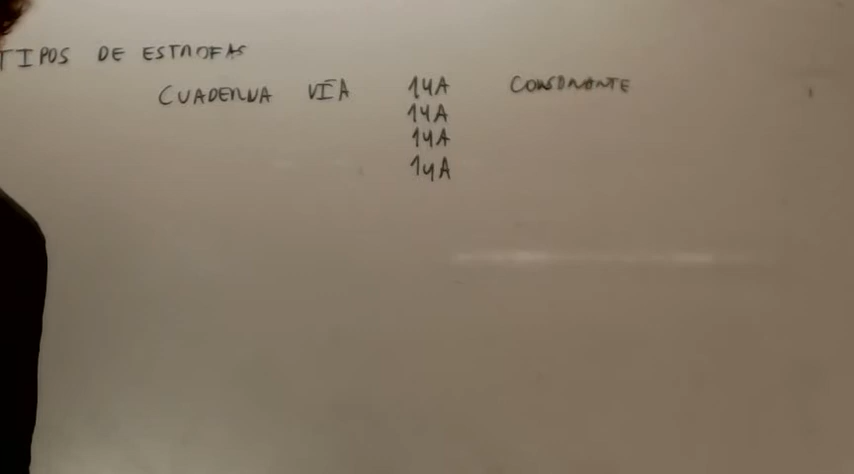 TIPOS DE ESTROFAS
CUADERNA VÍA 14A CONSONANTE
14A
14A
14A